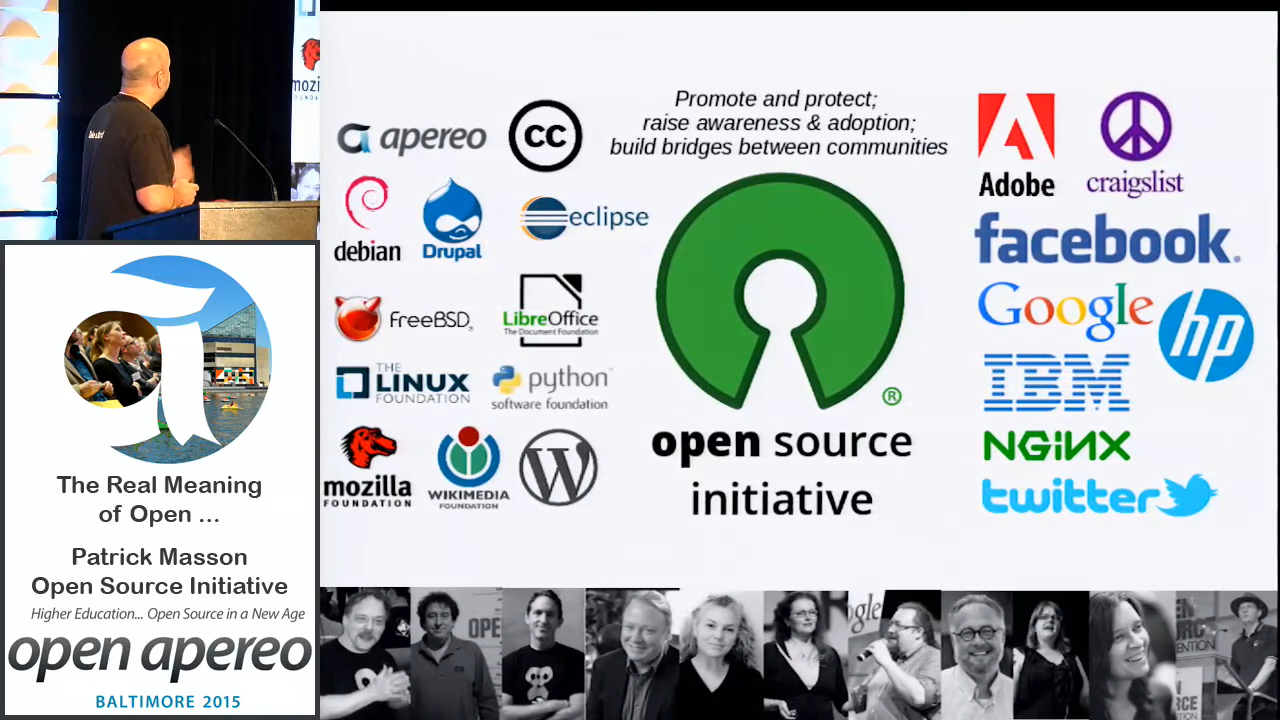 Promote and protect;
raise awareness & adoption;
build bridges between communities
apereo
cc
debian
Drupal
eclipse
FreeBSD
LibreOffice
The Document Foundation
THE
LINUX
FOUNDATION
python
software foundation
mozilla
FOUNDATION
WIKIMEDIA
FOUNDATION
W
open source
initiative
®
Adobe
craigslist
facebook
Google
hp
IBM
NGINX
twitter
The Real Meaning
of Open ...
Patrick Masson
Open Source Initiative
Higher Education... Open Source in a New Age
open apereo
BALTIMORE 2015